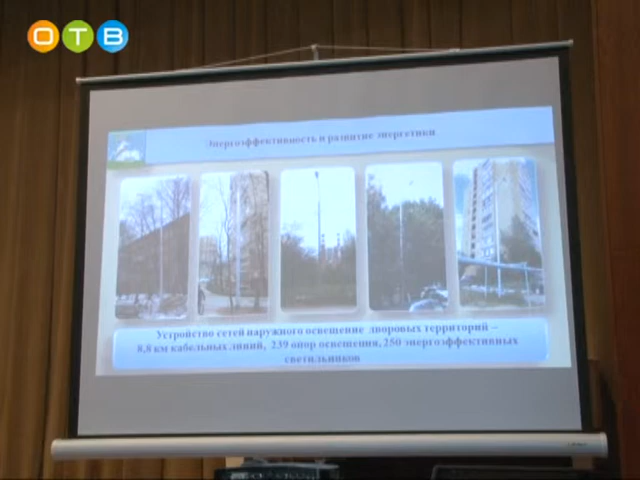 ОТВ
Энергоэффективность и развитие энергетики
Устройство сетей наружного освещение дворовых территорий –
8,8 км кабельных линий, 239 опор освещения, 250 энергоэффективных
светильников